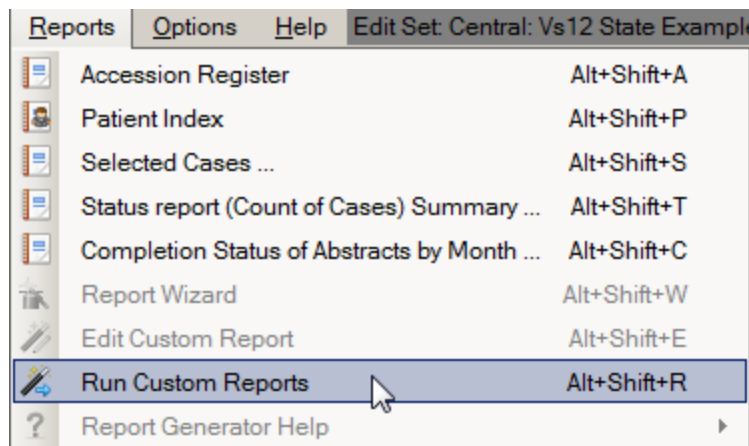 Reports Options Help Edit Set: Central: Vs12 State Example
Accession Register Alt+Shift+A
Patient Index Alt+Shift+P
Selected Cases ... Alt+Shift+S
Status report (Count of Cases) Summary ... Alt+Shift+T
Completion Status of Abstracts by Month ... Alt+Shift+C
Report Wizard Alt+Shift+W
Edit Custom Report Alt+Shift+E
Run Custom Reports Alt+Shift+R
? Report Generator Help